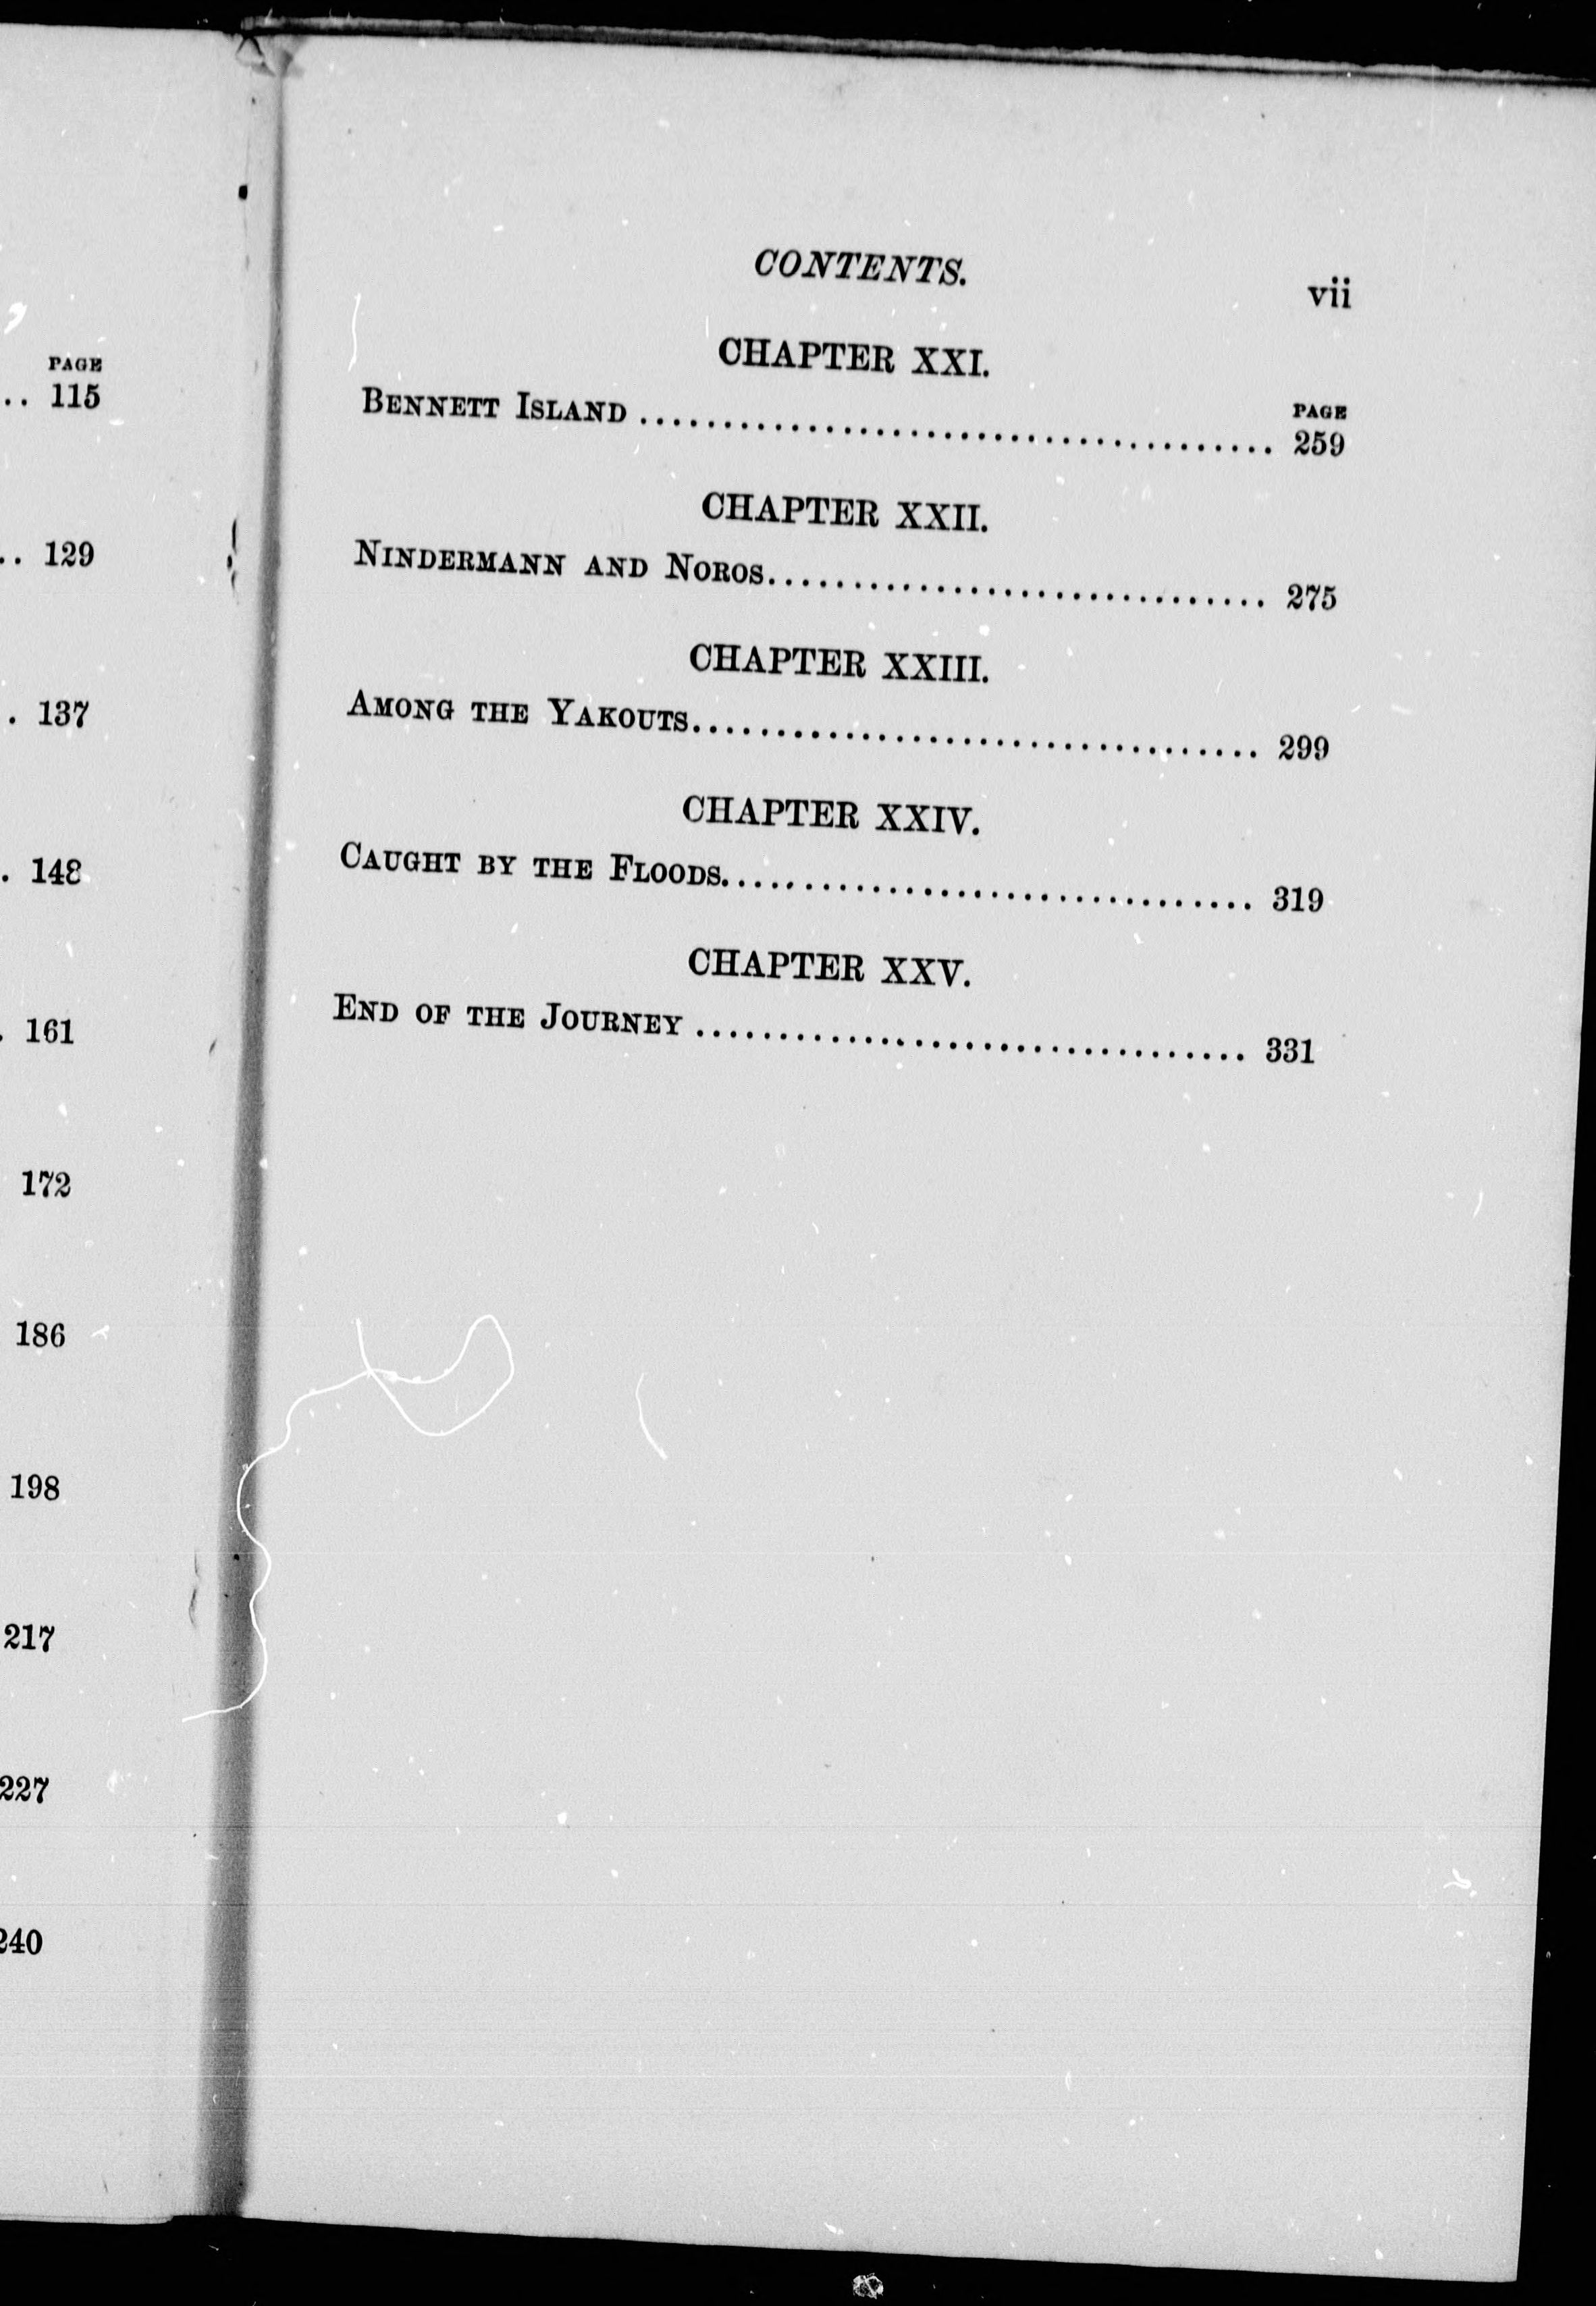 PAGE
.. 115
.. 129
. 137
. 148
. 161
172
186
198
217
227
240
CONTENTS. vii
CHAPTER XXI.
PAGE
BENNETT ISLAND ...................................... 259
CHAPTER XXII.
NINDERMANN AND NOROS.............................. 275
CHAPTER XXIII.
AMONG THE YAKOUTS.................................. 299
CHAPTER XXIV.
CAUGHT BY THE FLOODS................................ 319
CHAPTER XXV.
END OF THE JOURNEY ................................. 331